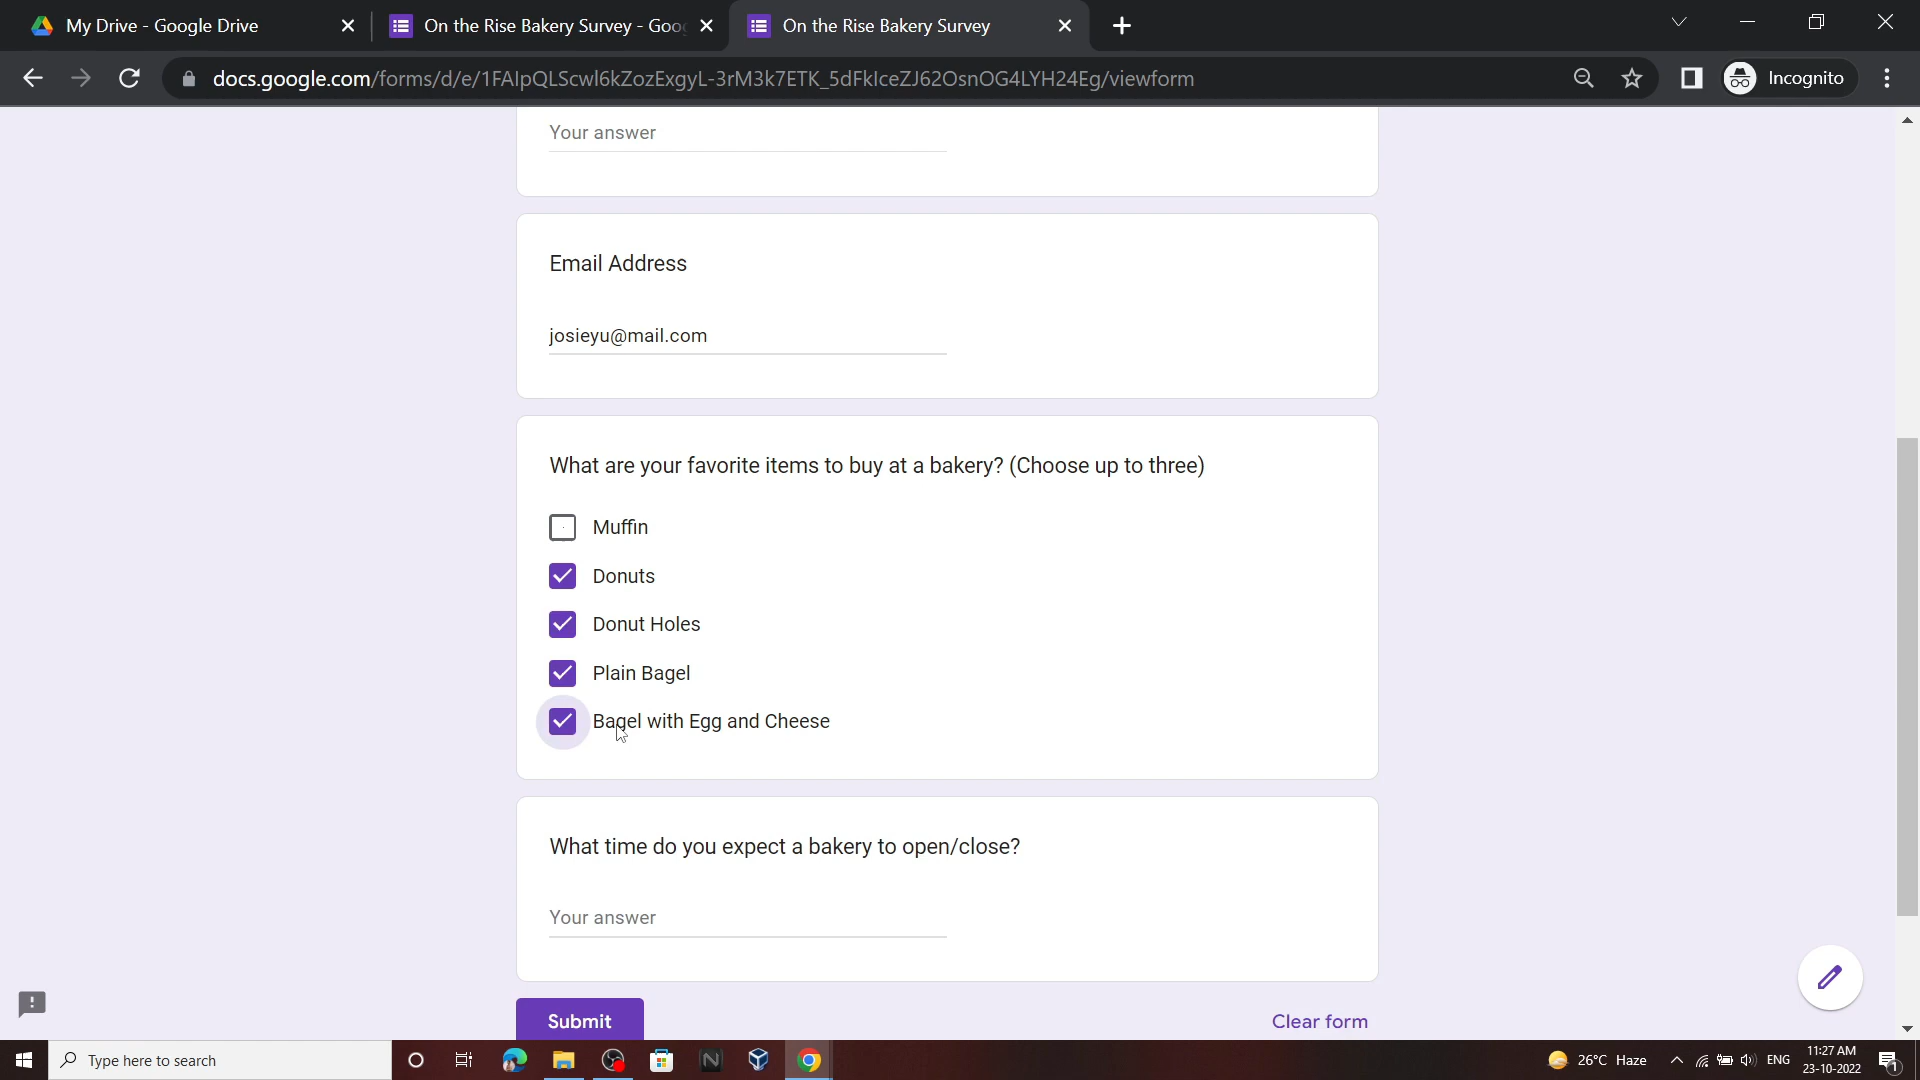 My Drive - Google Drive
On the Rise Bakery Survey - Goo
On the Rise Bakery Survey
docs.google.com/forms/d/e/1FAIpQLScwl6kZozExgyL-3rM3k7ETK_5dFklceZJ62OsnOG4LYH24Eg/viewform
Incognito
Your answer
Email Address
josieyu@mail.com
What are your favorite items to buy at a bakery? (Choose up to three)
Muffin
Donuts
Donut Holes
Plain Bagel
Bagel with Egg and Cheese
What time do you expect a bakery to open/close?
Your answer
Submit
Clear form
Type here to search
26°C Haze
ENG
11:27 AM
23-10-2022
1